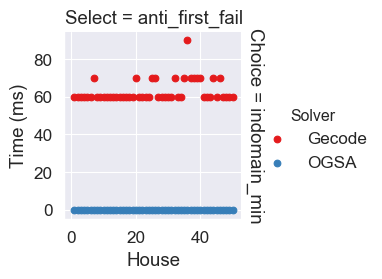 Select = anti_first_fail
Choice = indomain_min
Time (ms)
80
60
40
20
0
0
20
40
House
Solver
Gecode
OGSA